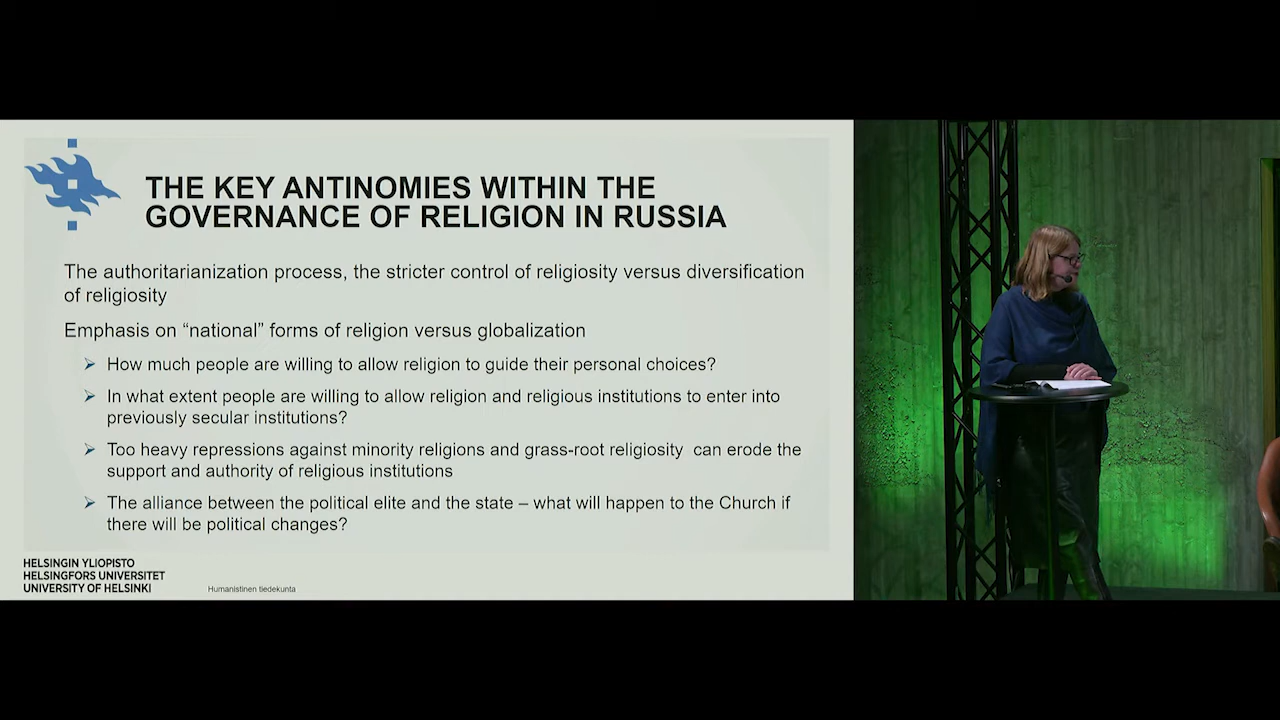 THE KEY ANTINOMIES WITHIN THE
GOVERNANCE OF RELIGION IN RUSSIA
The authoritarianization process, the stricter control of religiosity versus diversification
of religiosity
Emphasis on “national” forms of religion versus globalization
How much people are willing to allow religion to guide their personal choices?
In what extent people are willing to allow religion and religious institutions to enter into
previously secular institutions?
Too heavy repressions against minority religions and grass-root religiosity can erode the
support and authority of religious institutions
The alliance between the political elite and the state – what will happen to the Church if
there will be political changes?
HELSINGIN YLIOPISTO
HELSINGFORS UNIVERSITET
UNIVERSITY OF HELSINKI
Humanistinen tiedekunta